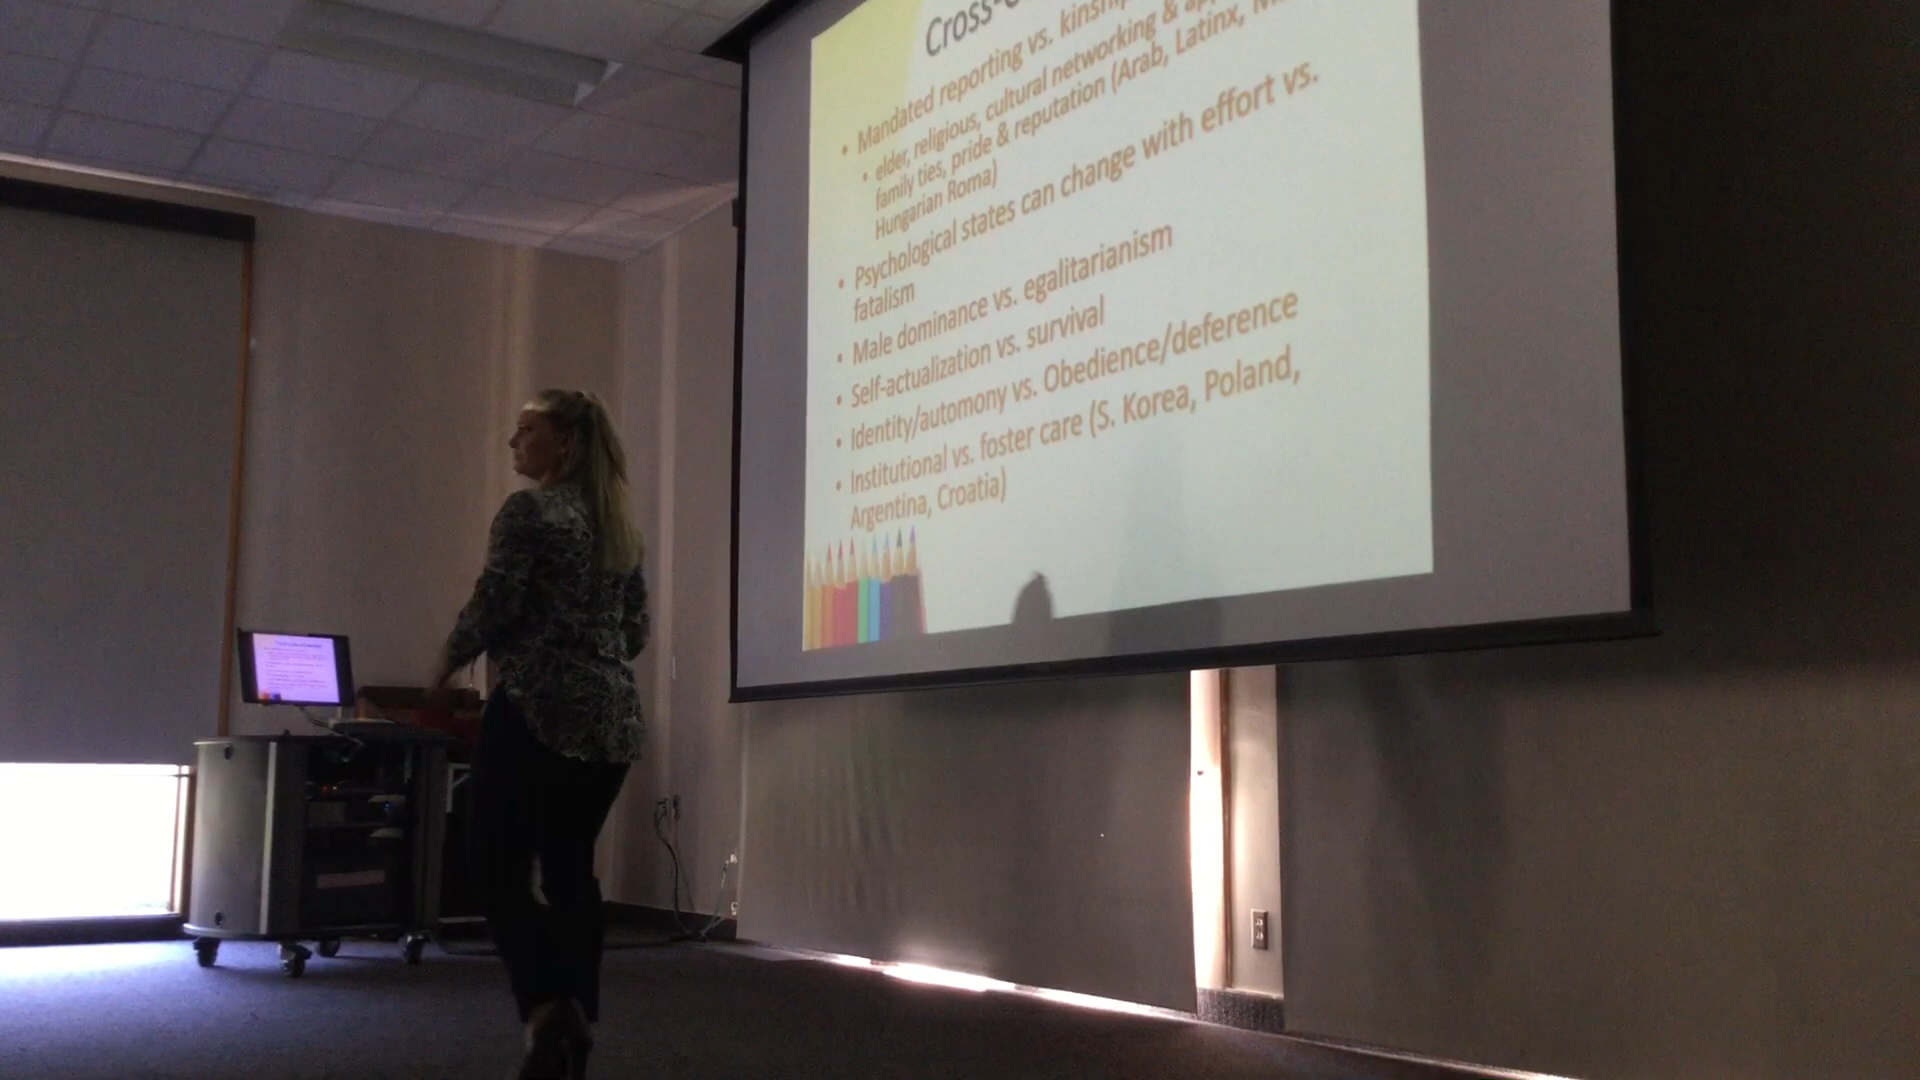 Mandated reporting vs.
• elder, religious, cultural networking &
family ties, pride & reputation (Arab, Latinx,
Hungarian Roma)
• Psychological states can change with effort vs.
fatalism
• Male dominance vs. egalitarianism
• Self-actualization vs. survival
• Identity/automony vs. Obedience/deference
• Institutional vs. foster care (S. Korea, Poland,
Argentina, Croatia)